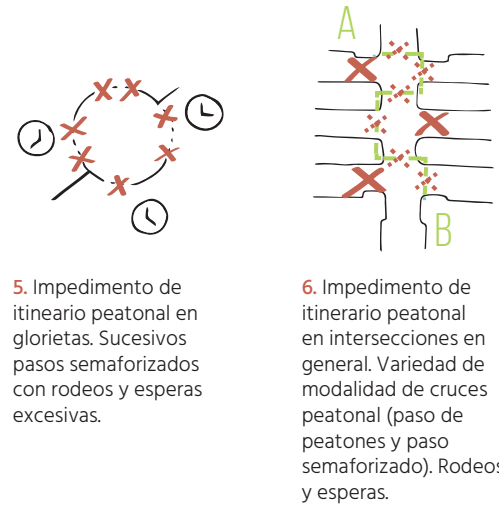 A
B
5. Impedimento de
itineario peatonal en
glorietas. Sucesivos
pasos semaforizados
con rodeos y esperas
excesivas.
6. Impedimento de
itinerario peatonal
en intersecciones en
general. Variedad de
modalidad de cruces
peatonal (paso de
peatones y paso
semaforizado). Rodeos
y esperas.